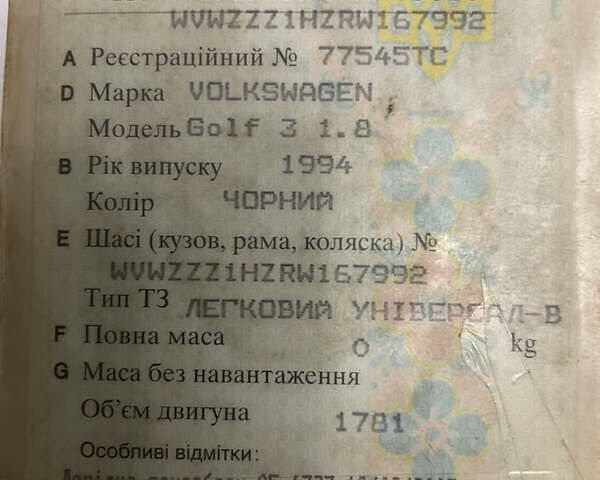 WVWZZZ1HZRW167992
A Реєстраційний № 77545TC
D Марка VOLKSWAGEN
Модель Golf 3 1.8
B Рік випуску 1994
Колір ЧОРНИЙ
E Шасі (кузов, рама, коляска) №
WVWZZZ1HZRW167992
Тип ТЗ ЛЕГКОВИЙ УНІВЕРСАЛ-В
F Повна маса 0 kg
G Маса без навантаження
Об’єм двигуна 1781
Особливі відмітки: